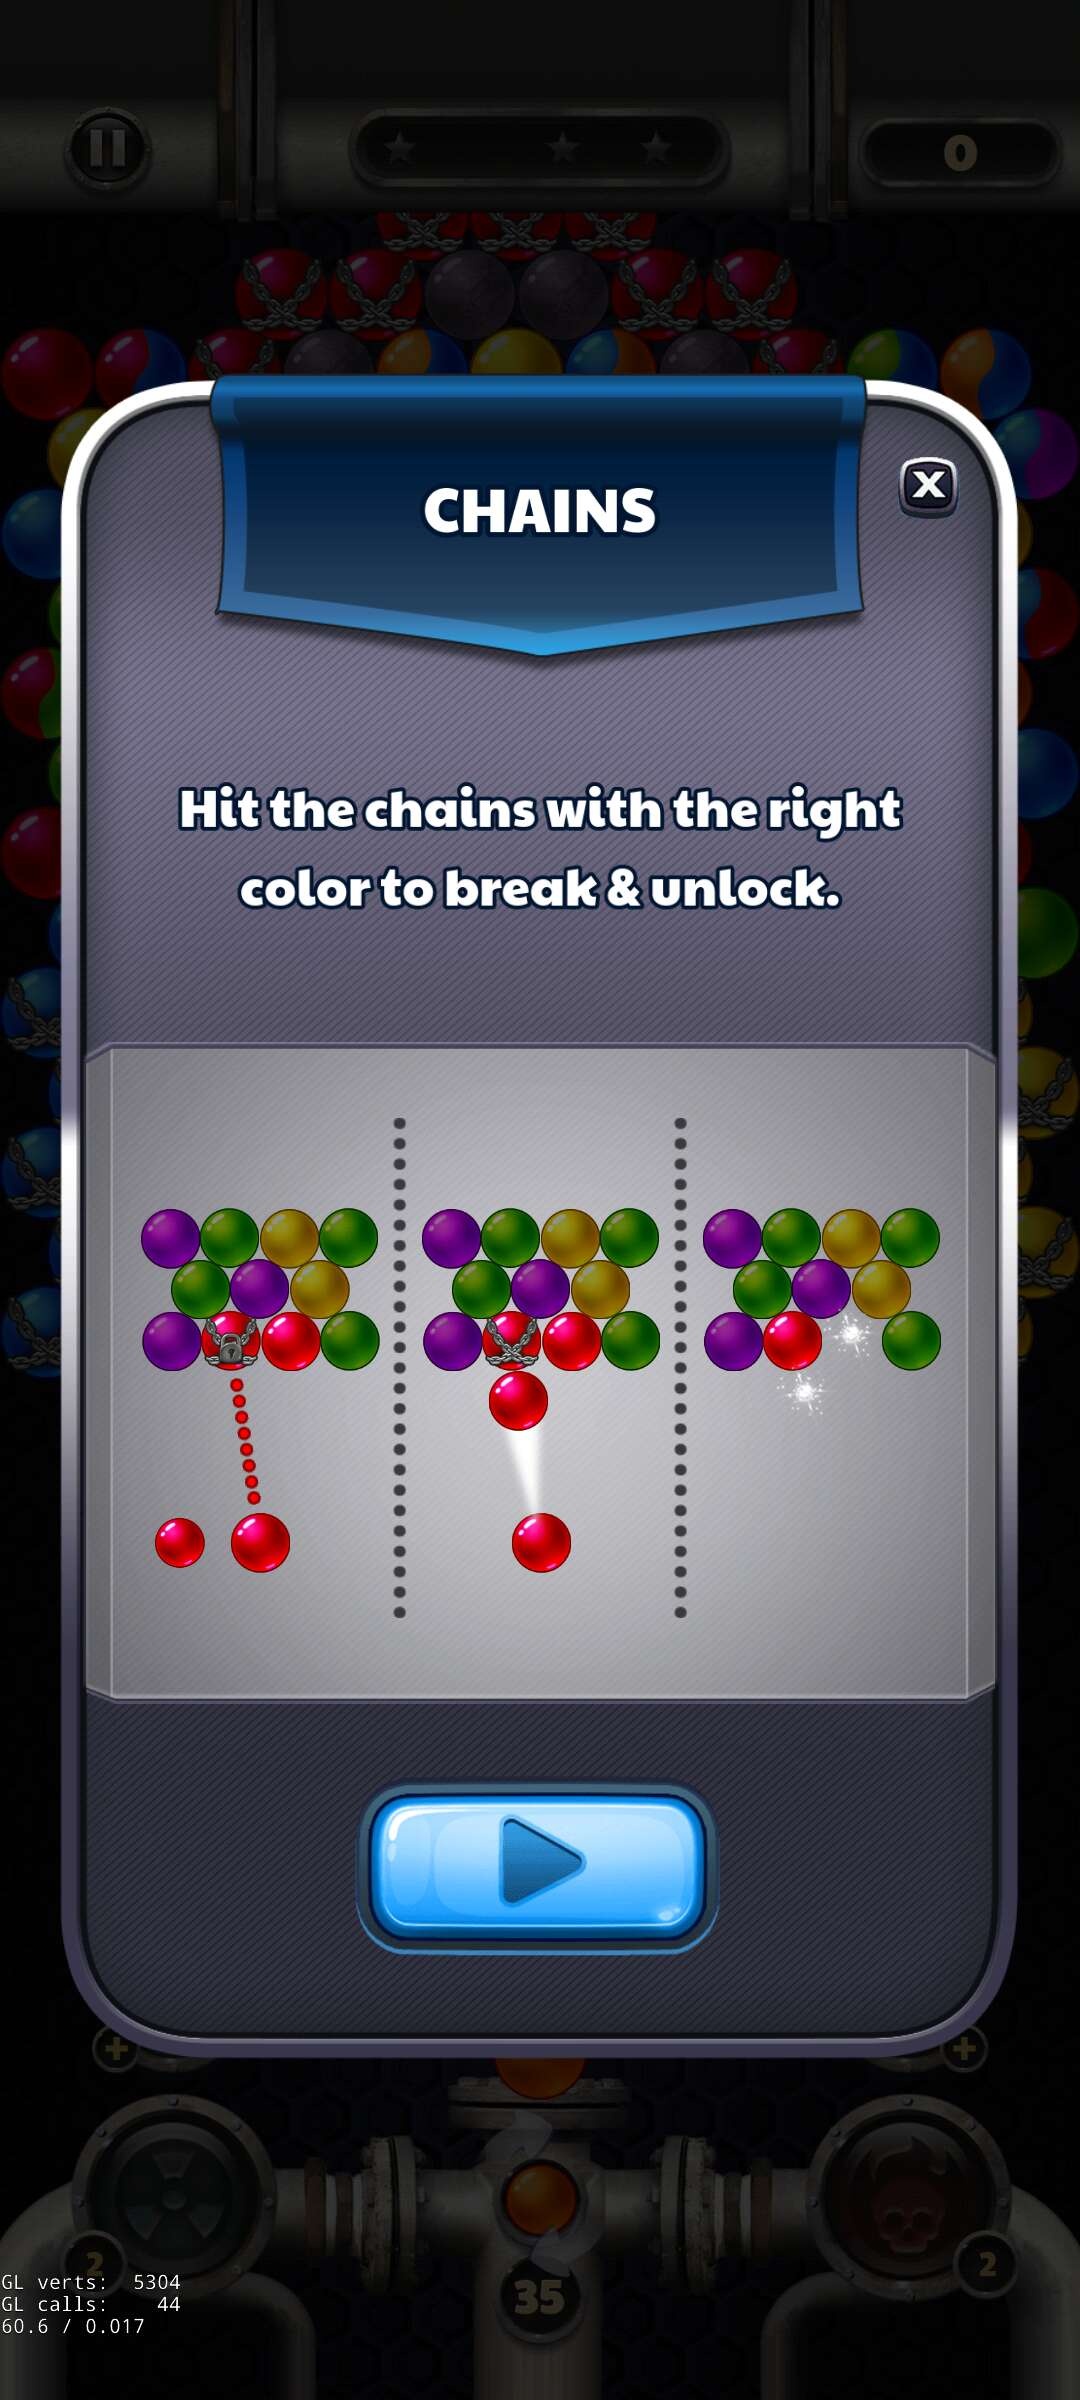 0
CHAINS
X
Hit the chains with the right
color to break & unlock.
+ +
2 2
35
GL verts: 5304
GL calls: 44
60.6 / 0.017